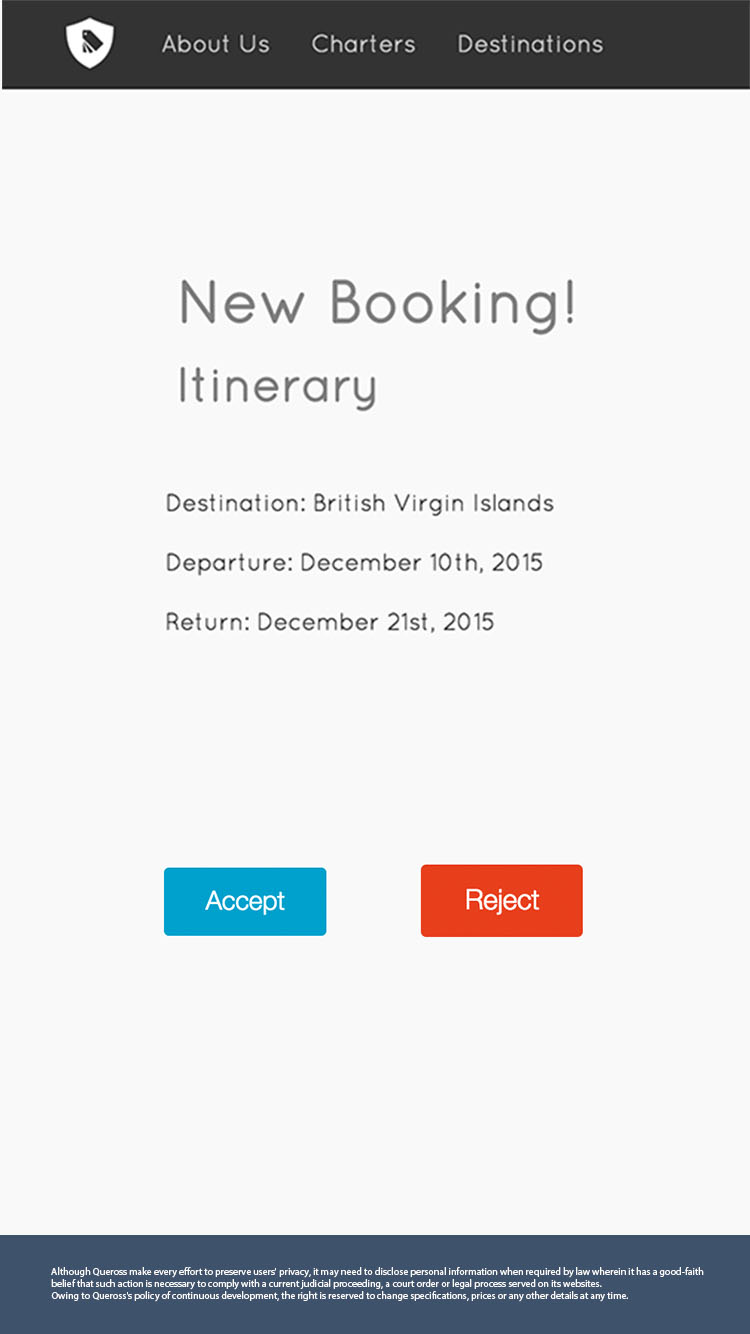 About Us Charters Destinations
New Booking!
Itinerary
Destination: British Virgin Islands
Departure: December 10th, 2015
Return: December 21st, 2015
Accept Reject
Although Queross make every effort to preserve users' privacy, it may need to disclose personal information when required by law wherein it has a good-faith
belief that such action is necessary to comply with a current judicial proceeding, a court order or legal process served on its websites.
Owing to Queross's policy of continuous development, the right is reserved to change specifications, prices or any other details at any time.